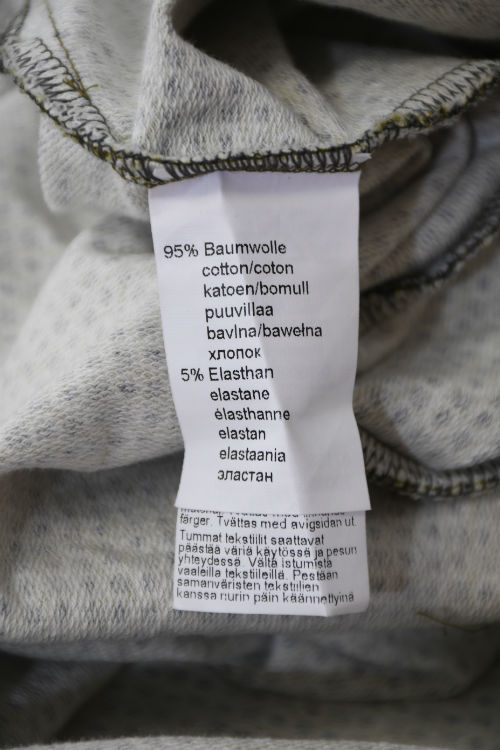 95% Baumwolle
cotton/coton
katoen/bomull
puuvillaa
bavlna/bawełna
хлопок
5% Elasthan
elastane
élasthanne
elastan
elastaania
эластан
färger. Tvättas med avigsidan ut.
Tummat tekstiilit saattavat
päästää väriä käytössä ja pesun
yhteydessä. Vältä istumista
vaaleilla tekstiileillä. Pestään
samanväristen tekstiilien
kanssa nurin päin käännettyinä